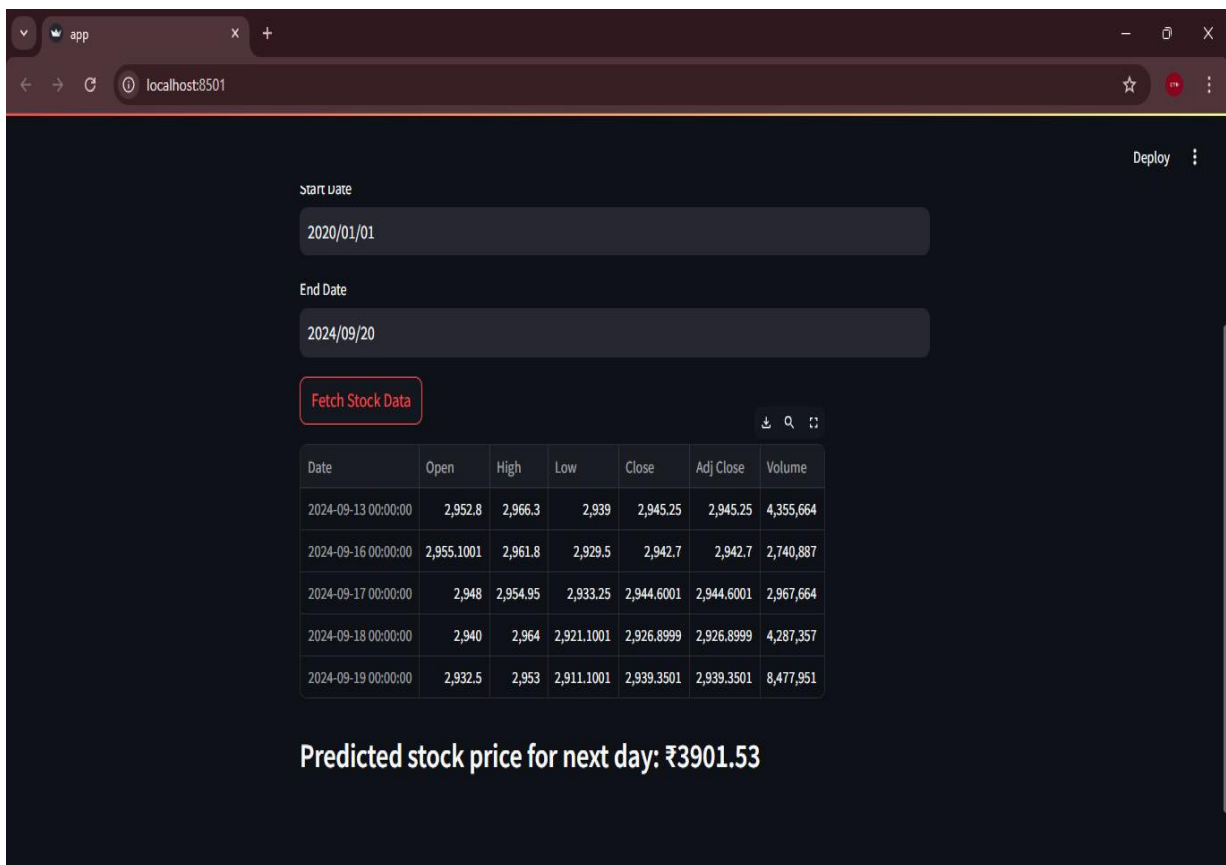 app
localhost:8501
Deploy
Start Date
2020/01/01
End Date
2024/09/20
Fetch Stock Data
Date Open High Low Close Adj Close Volume
2024-09-13 00:00:00 2,952.8 2,966.3 2,939 2,945.25 2,945.25 4,355,664
2024-09-16 00:00:00 2,955.1001 2,961.8 2,929.5 2,942.7 2,942.7 2,740,887
2024-09-17 00:00:00 2,948 2,954.95 2,933.25 2,944.6001 2,944.6001 2,967,664
2024-09-18 00:00:00 2,940 2,964 2,921.1001 2,926.8999 2,926.8999 4,287,357
2024-09-19 00:00:00 2,932.5 2,953 2,911.1001 2,939.3501 2,939.3501 8,477,951
Predicted stock price for next day: ₹3901.53